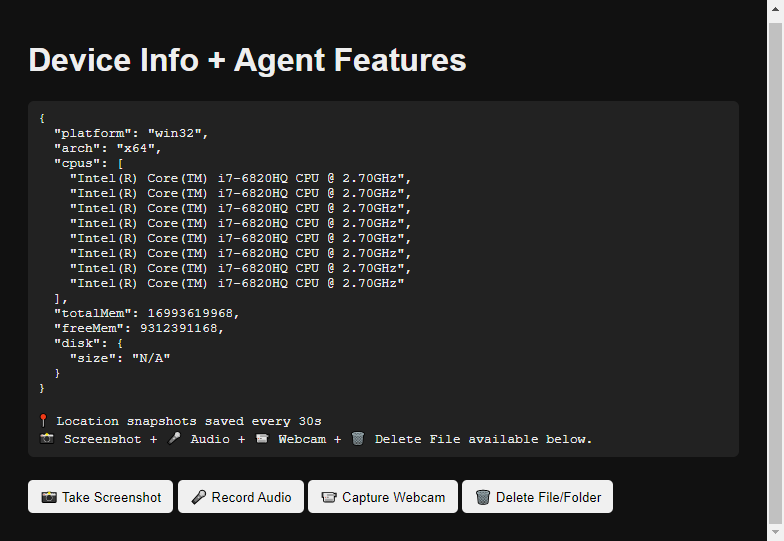 Device Info + Agent Features
{
  "platform": "win32",
  "arch": "x64",
  "cpus": [
    "Intel(R) Core(TM) i7-6820HQ CPU @ 2.70GHz",
    "Intel(R) Core(TM) i7-6820HQ CPU @ 2.70GHz",
    "Intel(R) Core(TM) i7-6820HQ CPU @ 2.70GHz",
    "Intel(R) Core(TM) i7-6820HQ CPU @ 2.70GHz",
    "Intel(R) Core(TM) i7-6820HQ CPU @ 2.70GHz",
    "Intel(R) Core(TM) i7-6820HQ CPU @ 2.70GHz",
    "Intel(R) Core(TM) i7-6820HQ CPU @ 2.70GHz",
    "Intel(R) Core(TM) i7-6820HQ CPU @ 2.70GHz"
  ],
  "totalMem": 16993619968,
  "freeMem": 9312391168,
  "disk": {
    "size": "N/A"
  }
}
📍 Location snapshots saved every 30s
📸 Screenshot + 🎤 Audio + 📷 Webcam + 🗑️ Delete File available below.
📸 Take Screenshot 🎤 Record Audio 📷 Capture Webcam 🗑️ Delete File/Folder